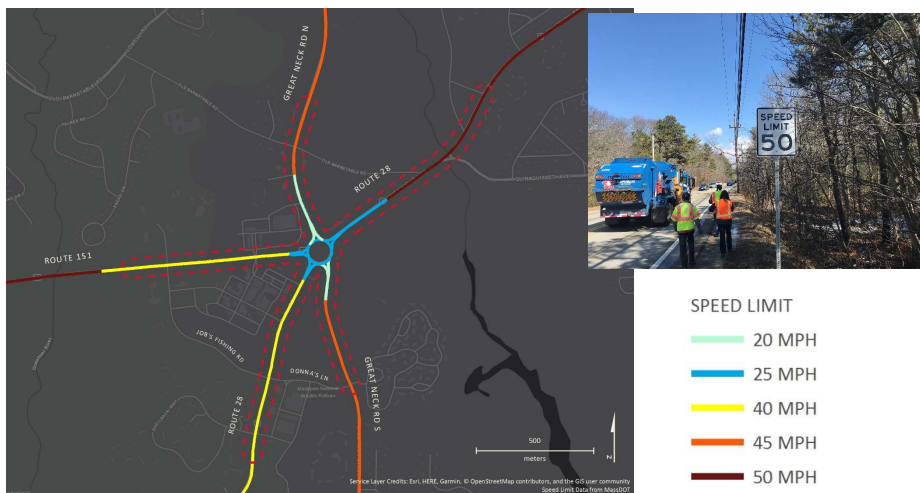 GREAT NECK RD N
ROUTE 28
ROUTE 151
JOB'S FISHING RD
DONNA'S LN
GREAT NECK RD S
ROUTE 28
500
meters
N
Service Layer Credits: Esri, HERE, Garmin, © OpenStreetMap contributors, and the GIS user community
Speed Limit Data from MassDOT
SPEED
LIMIT
50
SPEED LIMIT
20 MPH
25 MPH
40 MPH
45 MPH
50 MPH